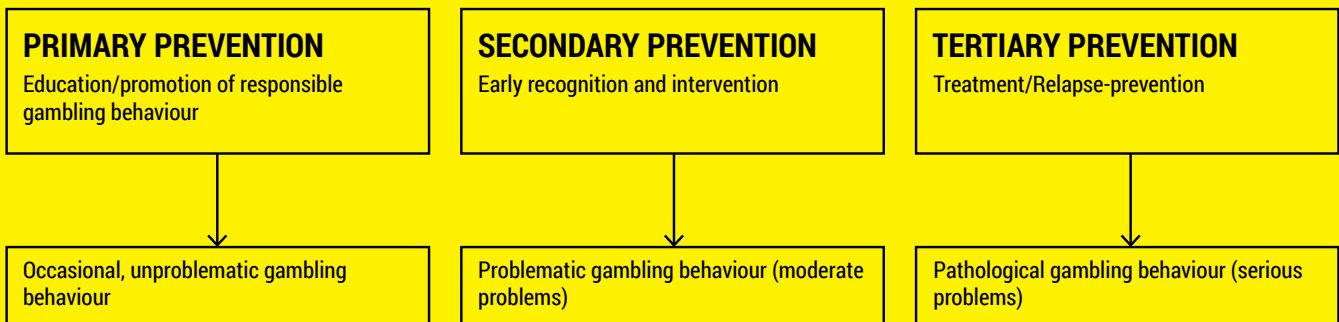 PRIMARY PREVENTION
Education/promotion of responsible
gambling behaviour
SECONDARY PREVENTION
Early recognition and intervention
TERTIARY PREVENTION
Treatment/Relapse-prevention
Occasional, unproblematic gambling
behaviour
Problematic gambling behaviour (moderate
problems)
Pathological gambling behaviour (serious
problems)